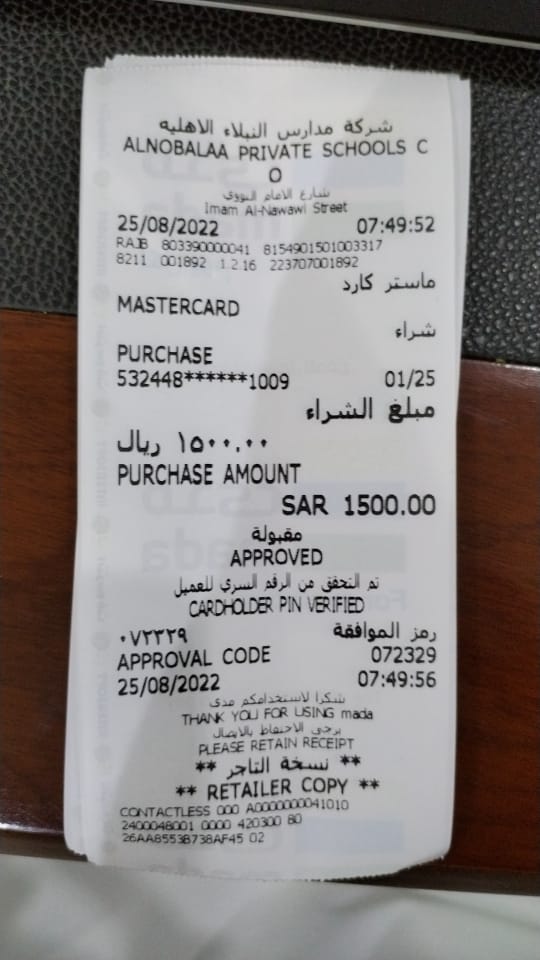 شركة مدارس النبلاء الاهليه
ALNOBALAA PRIVATE SCHOOLS C
O
شارع الامام النووي
Imam Al-Nawawi Street
25/08/2022 07:49:52
RAJB 803390000041 8154901501003317
8211 001892 1.2.16 223707001892
ماستر كارد
MASTERCARD
شراء
PURCHASE
532448******1009 01/25
مبلغ الشراء
١٥٠٠.٠٠ ريال
PURCHASE AMOUNT
SAR 1500.00
مقبولة
APPROVED
تم التحقق من الرقم السري للعميل
CARDHOLDER PIN VERIFIED
رمز الموافقة ٠٧٢٣٢٩
APPROVAL CODE 072329
25/08/2022 07:49:56
شكرا لاستخدامكم مدى
THANK YOU FOR USING mada
يرجى الاحتفاظ بالايصال
PLEASE RETAIN RECEIPT
** نسخة التاجر **
** RETAILER COPY **
CONTACTLESS 000 A0000000041010
2400048001 0000 420300 80
26AA8553B738AF45 02